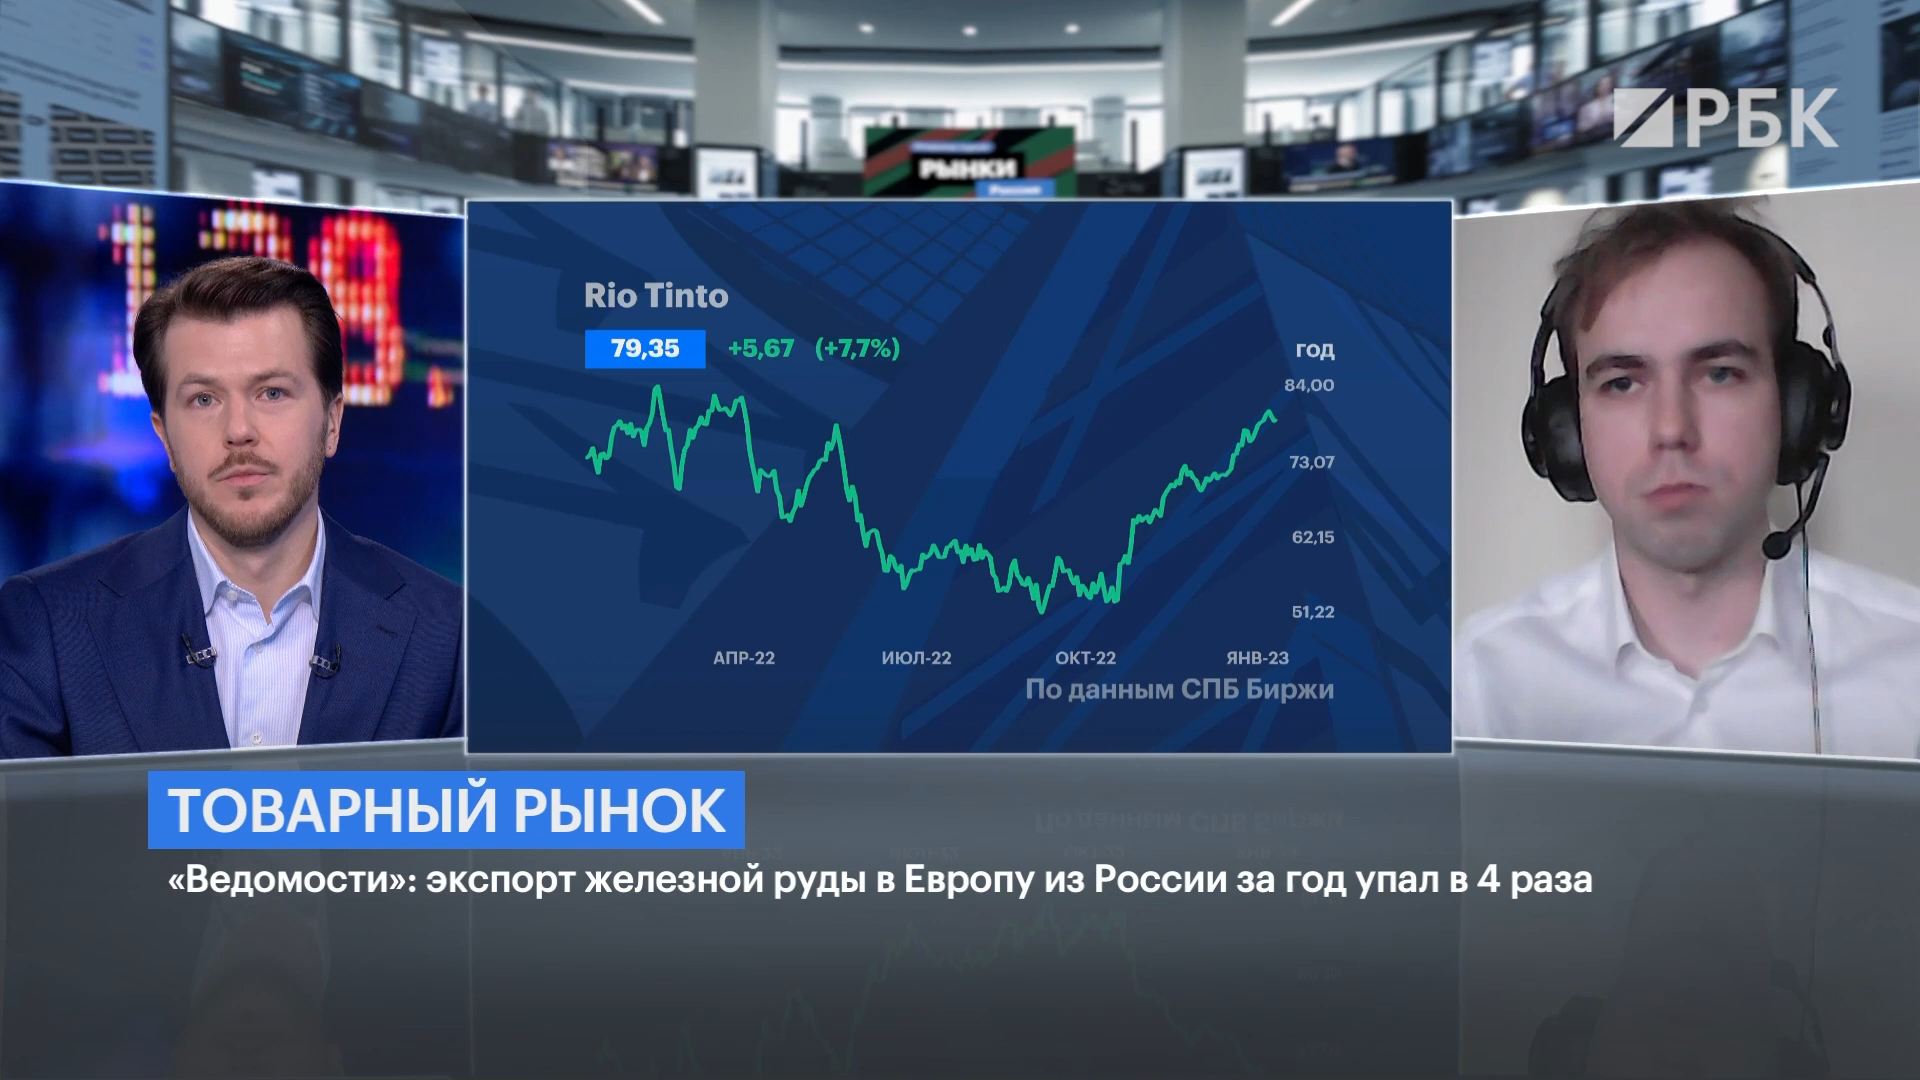 РБК
РЫНКИ
139
Rio Tinto
79,35 +5,67 (+7,7%)
ГОД
84,00
73,07
62,15
51,22
АПР-22 ИЮЛ-22 ОКТ-22 ЯНВ-23
По данным СПБ Биржи
ТОВАРНЫЙ РЫНОК
«Ведомости»: экспорт железной руды в Европу из России за год упал в 4 раза